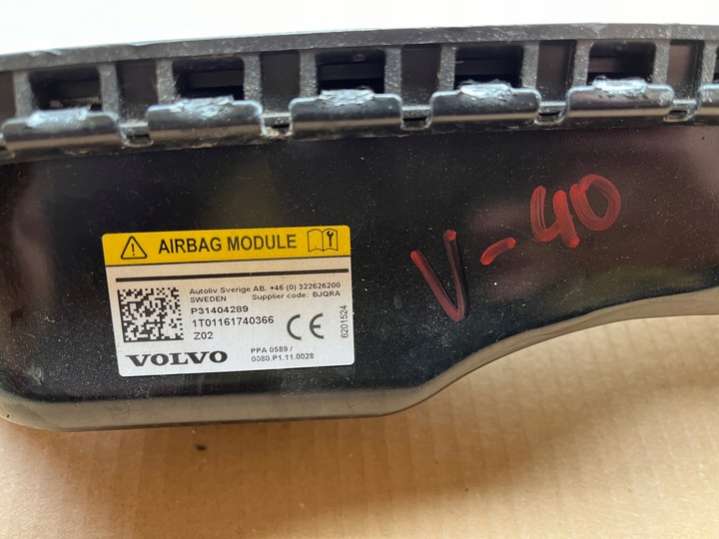 AIRBAG MODULE
Autoliv Sverige AB. +46 (0) 322626200
SWEDEN Supplier code: BJQRA
P31404289
1T01161740366
Z02
CE
VOLVO
PPA 0589 /
0080.P1.11.0028
6201524
V-40